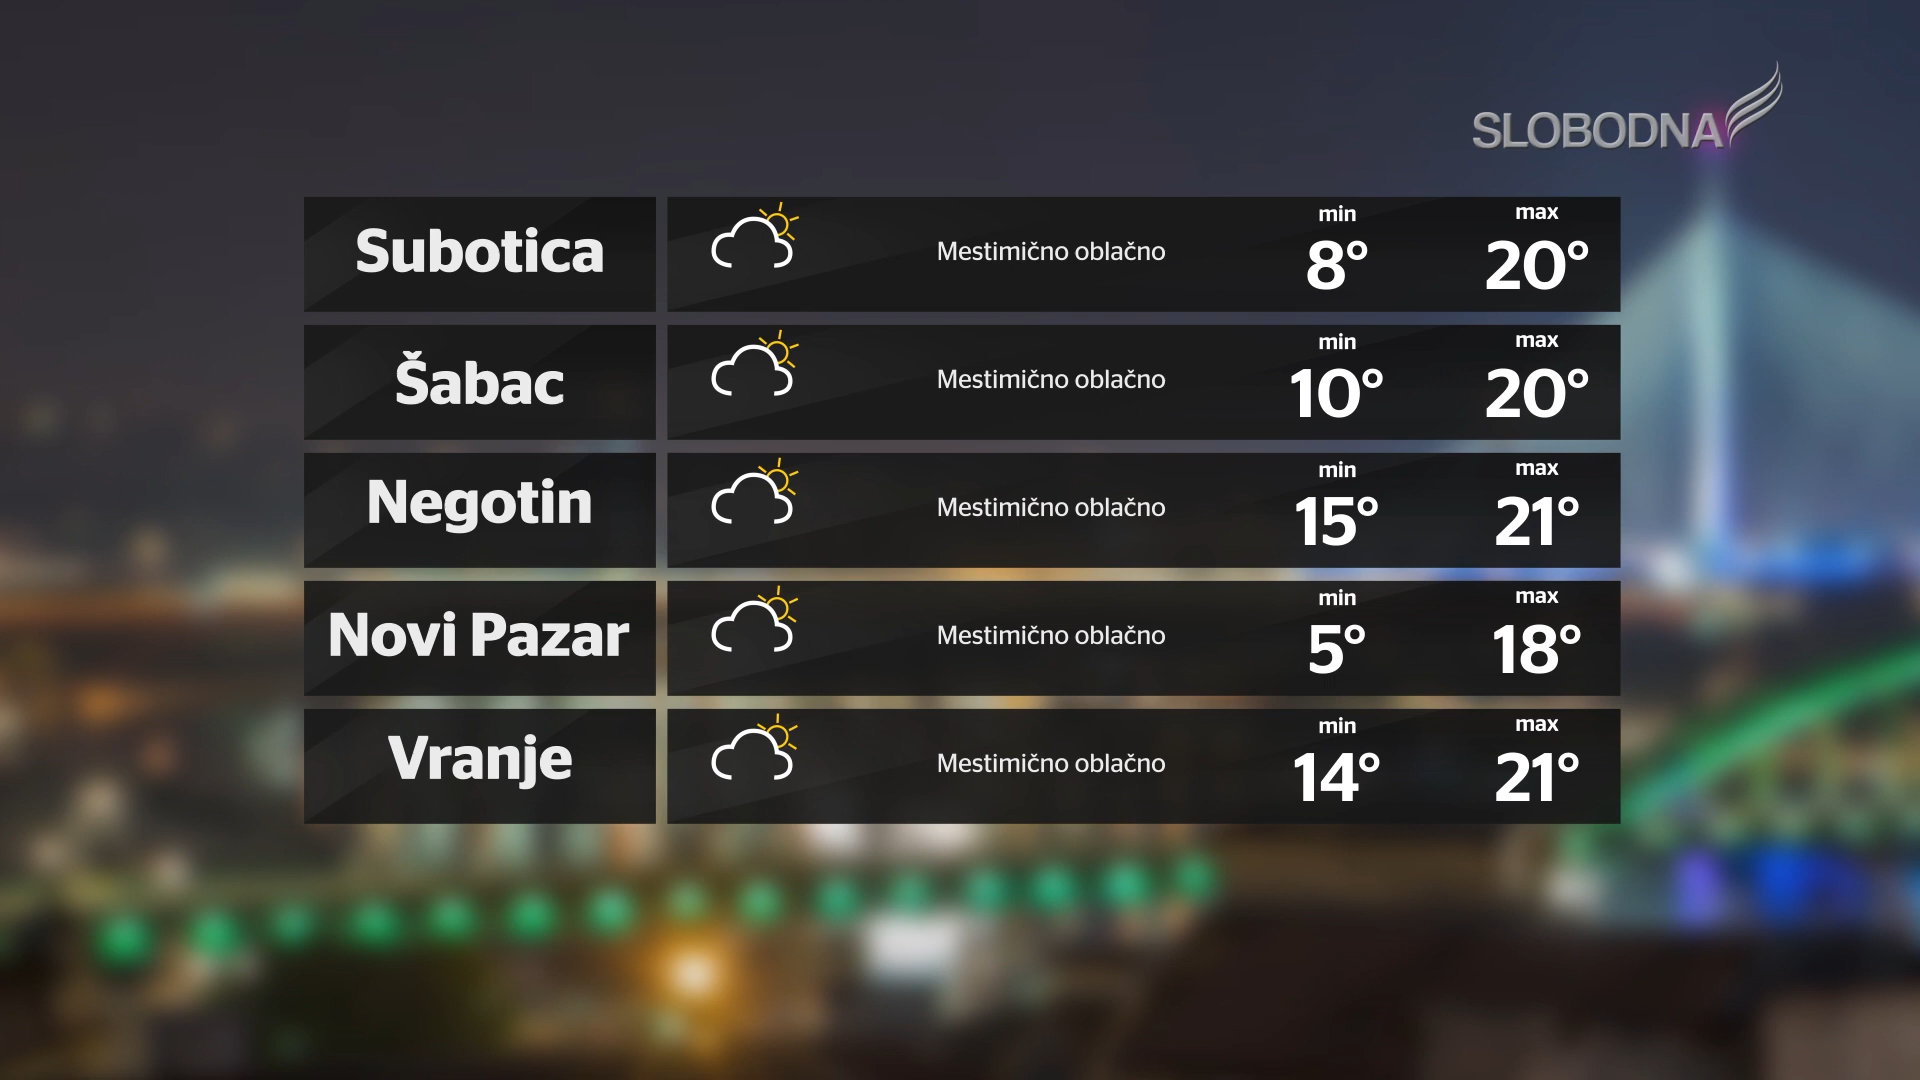 SLOBODNA
Subotica
Mestimično oblačno
min
8°
max
20°
Šabac
Mestimično oblačno
min
10°
max
20°
Negotin
Mestimično oblačno
min
15°
max
21°
Novi Pazar
Mestimično oblačno
min
5°
max
18°
Vranje
Mestimično oblačno
min
14°
max
21°